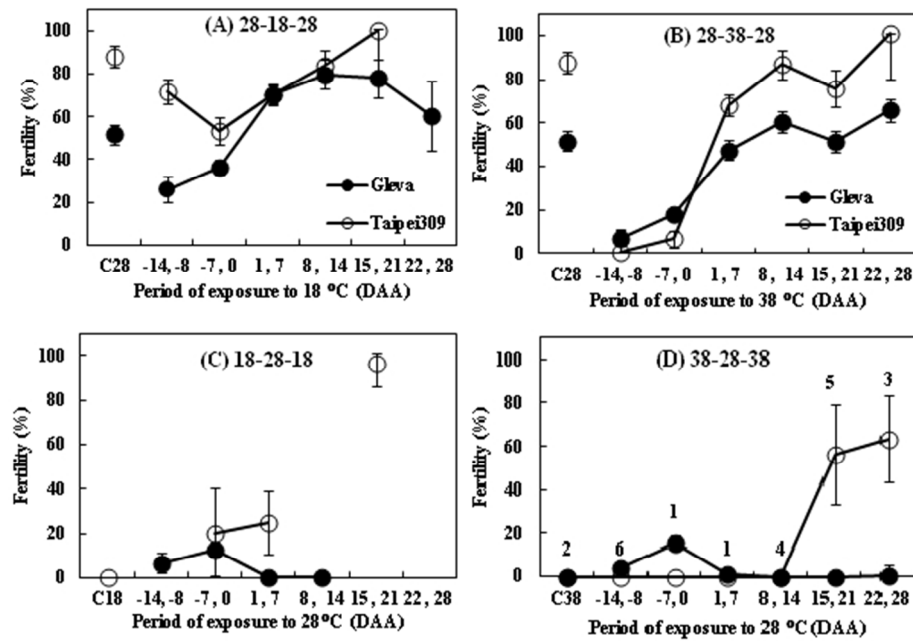 (A) 28-18-28
100
80
60
40
20
0
Fertility (%)
Gleva
Taipei309
C28 -14, -8 -7, 0 1, 7 8, 14 15, 21 22, 28
Period of exposure to 18 °C (DAA)
(B) 28-38-28
100
80
60
40
20
0
Fertility (%)
Gleva
Taipei309
C28 -14, -8 -7, 0 1, 7 8, 14 15, 21 22, 28
Period of exposure to 38 °C (DAA)
(C) 18-28-18
100
80
60
40
20
0
Fertility (%)
C18 -14, -8 -7, 0 1, 7 8, 14 15, 21 22, 28
Period of exposure to 28°C (DAA)
(D) 38-28-38
100
80
60
40
20
0
Fertility (%)
5 3
1
2 6 1 4
C38 -14, -8 -7, 0 1, 7 8, 14 15, 21 22, 28
Period of exposure to 28 °C (DAA)